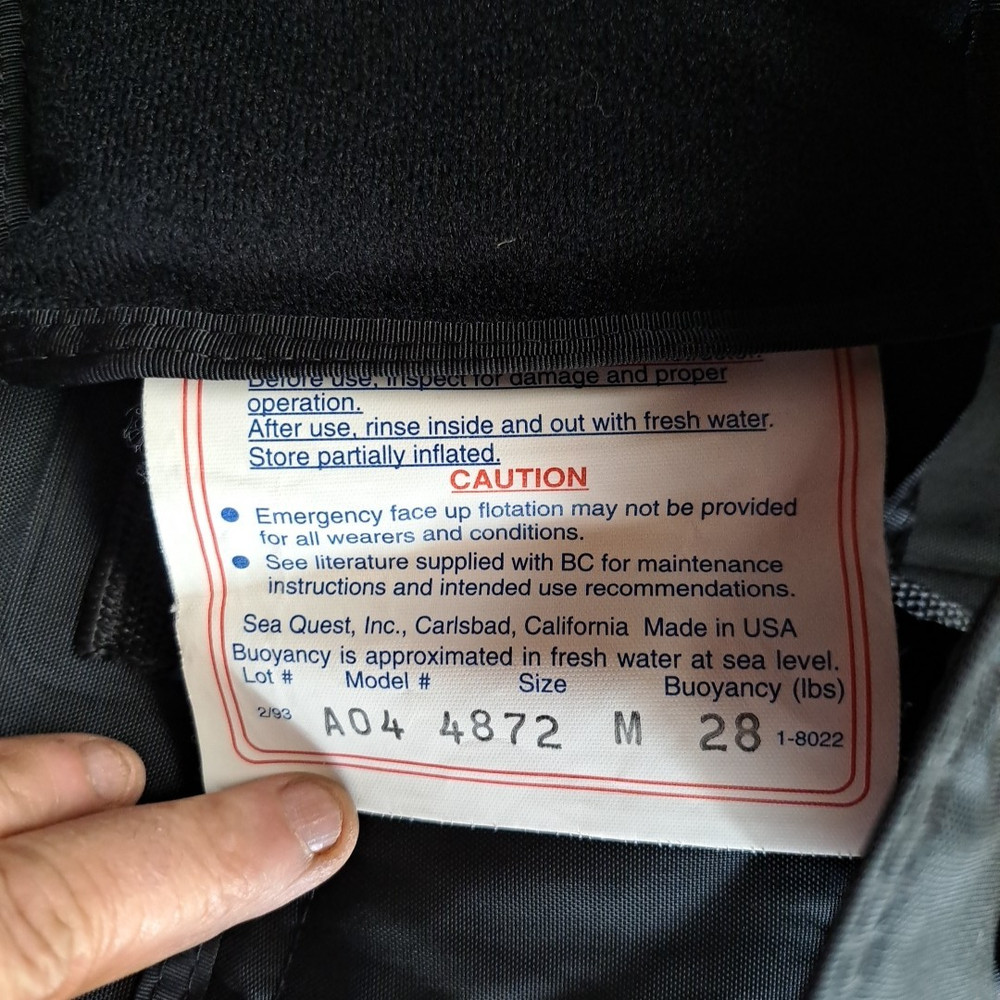 Before use, inspect for damage and proper
operation.
After use, rinse inside and out with fresh water.
Store partially inflated.
CAUTION
• Emergency face up flotation may not be provided
for all wearers and conditions.
• See literature supplied with BC for maintenance
instructions and intended use recommendations.
Sea Quest, Inc., Carlsbad, California Made in USA
Buoyancy is approximated in fresh water at sea level.
Lot # Model # Size Buoyancy (lbs)
2/93 A04 4872 M 28 1-8022